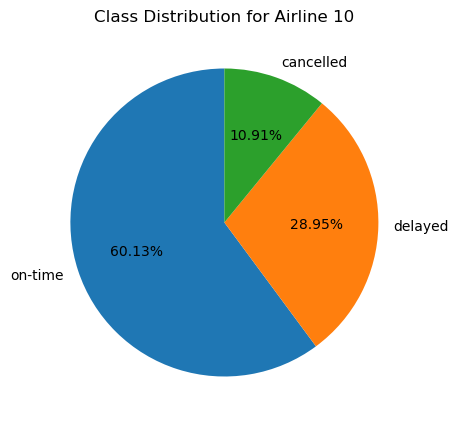 Class Distribution for Airline 10
cancelled
10.91%
28.95%
delayed
60.13%
on-time